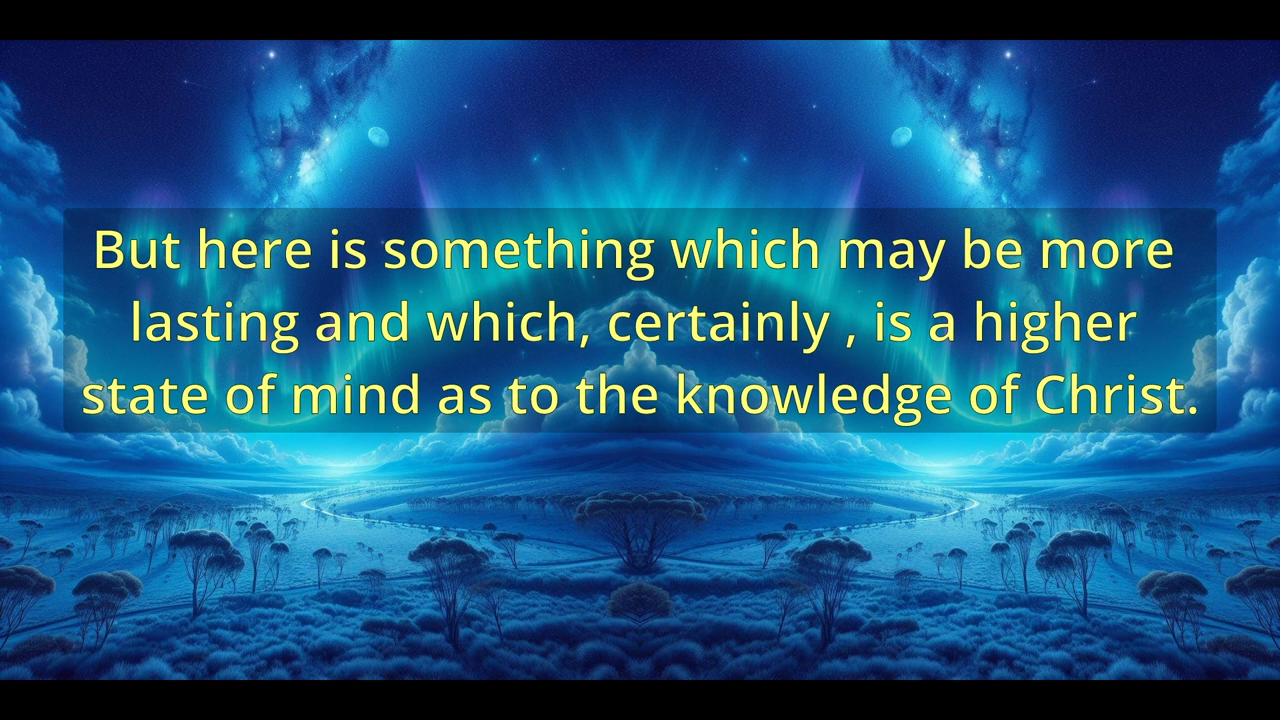 But here is something which may be more
lasting and which, certainly , is a higher
state of mind as to the knowledge of Christ.